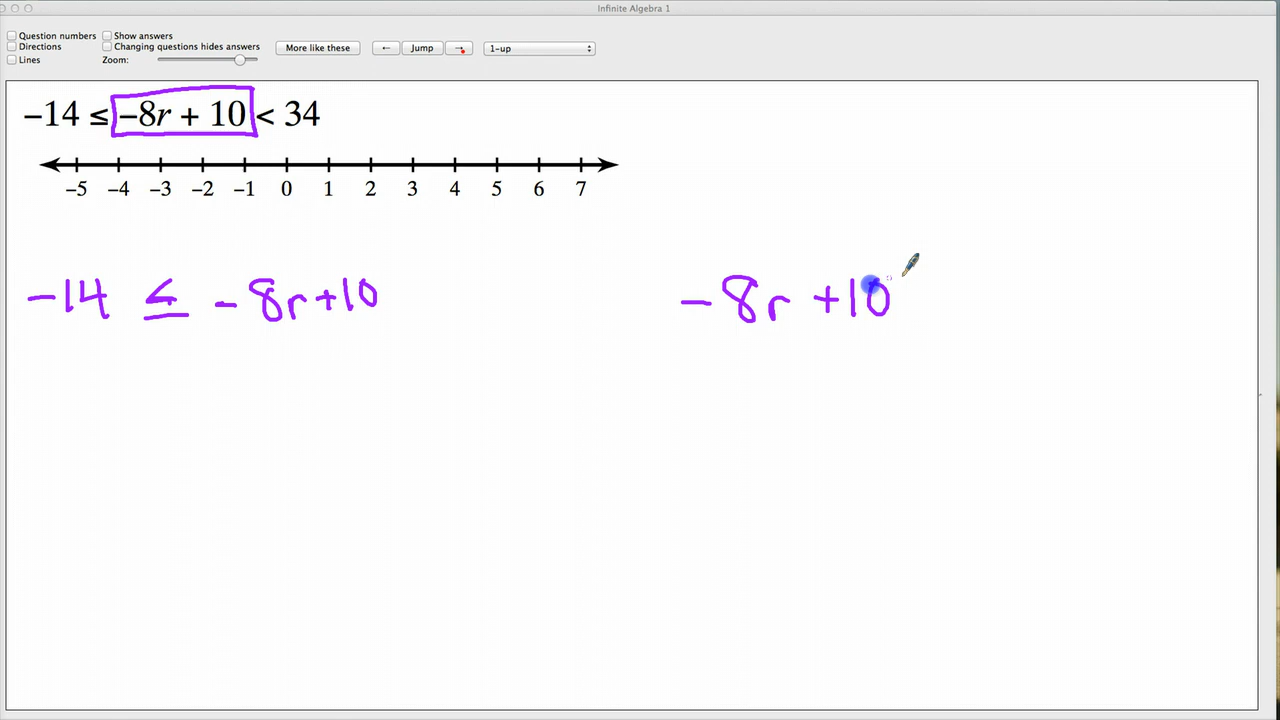 Infinite Algebra 1
Question numbers Show answers
Directions Changing questions hides answers More like these ← Jump → 1-up
Lines Zoom:
−14 ≤ −8r + 10 < 34
−5 −4 −3 −2 −1 0 1 2 3 4 5 6 7
−14 ≤ −8r+10 −8r +10